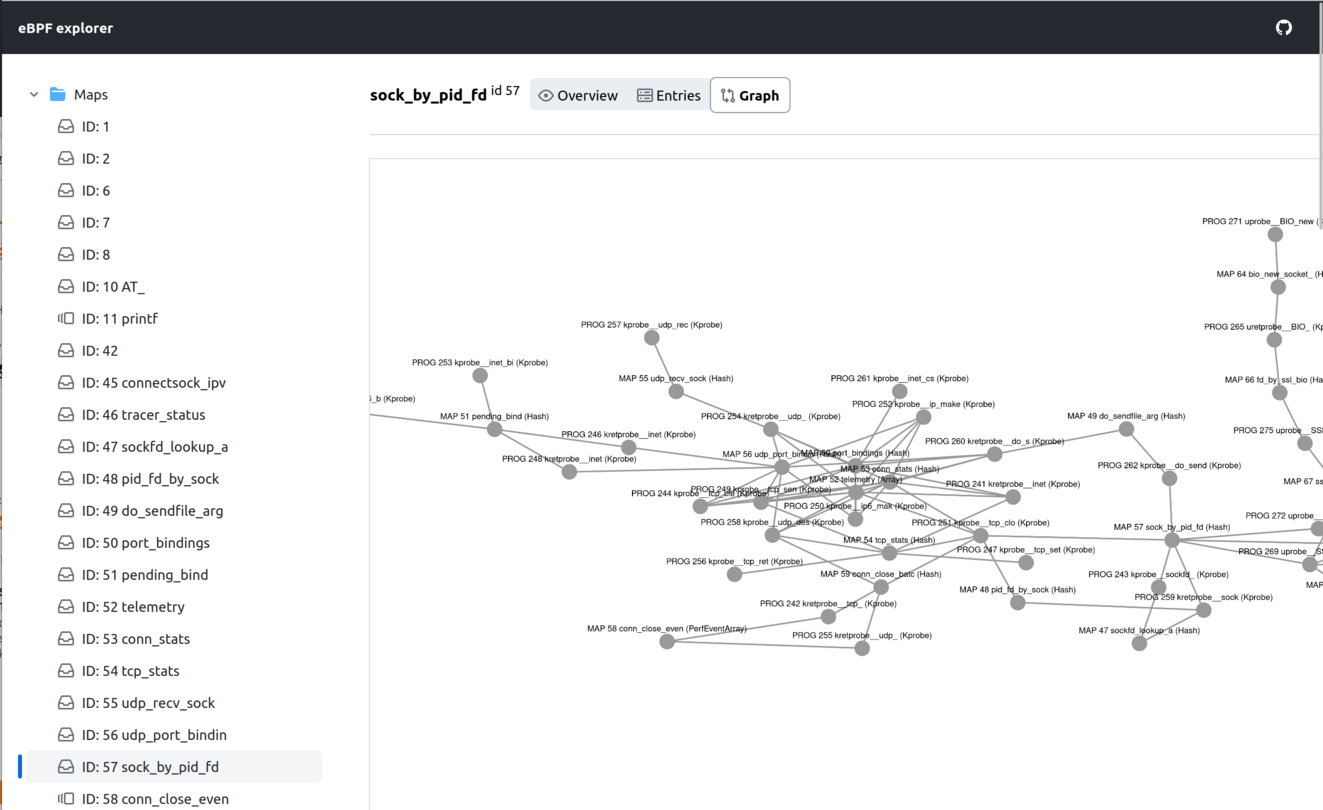 eBPF explorer
Maps
ID: 1
ID: 2
ID: 6
ID: 7
ID: 8
ID: 10 AT_
ID: 11 printf
ID: 42
ID: 45 connectsock_ipv
ID: 46 tracer_status
ID: 47 sockfd_lookup_a
ID: 48 pid_fd_by_sock
ID: 49 do_sendfile_arg
ID: 50 port_bindings
ID: 51 pending_bind
ID: 52 telemetry
ID: 53 conn_stats
ID: 54 tcp_stats
ID: 55 udp_recv_sock
ID: 56 udp_port_bindin
ID: 57 sock_by_pid_fd
ID: 58 conn_close_even
sock_by_pid_fd id 57
Overview
Entries
Graph
PROG 271 uprobe__BIO_new (
MAP 64 bio_new_socket_ (H
PROG 257 kprobe__udp_rec (Kprobe)
PROG 265 uretprobe__BIO_ (Kp
PROG 253 kprobe__inet_bi (Kprobe)
MAP 55 udp_recv_sock (Hash)
PROG 261 kprobe__inet_cs (Kprobe)
MAP 66 fd_by_ssl_bio (Ha
_b (Kprobe)
PROG 252 kprobe__ip_make (Kprobe)
MAP 51 pending_bind (Hash)
PROG 254 kretprobe__udp_ (Kprobe)
MAP 49 do_sendfile_arg (Hash)
PROG 246 kretprobe__inet (Kprobe)
PROG 275 uprobe__SS
PROG 260 kretprobe__do_s (Kprobe)
MAP 56 udp_port_bindin
port_bindings (Hash)
PROG 248 kretprobe__inet (Kprobe)
PROG 262 kprobe__do_send (Kprobe)
MAP 53 conn_stats (Hash)
MAP 52 telemetry (Array)
MAP 67 ss
PROG 241 kretprobe__inet (Kprobe)
PROG 249 kprobe__tcp_sen (Kprobe)
PROG 244 kprobe__tcp_cle (Kprobe)
PROG 250 kprobe__ip6_mak (Kprobe)
PROG 272 uprobe_
PROG 258 kprobe__udp_des (Kprobe)
PROG 251 kprobe__tcp_clo (Kprobe)
MAP 57 sock_by_pid_fd (Hash)
MAP 54 tcp_stats (Hash)
PROG 247 kprobe__tcp_set (Kprobe)
PROG 269 uprobe__S
PROG 256 kprobe__tcp_ret (Kprobe)
MAP 59 conn_close_batc (Hash)
PROG 243 kprobe__sockfd_ (Kprobe)
MAP
MAP 48 pid_fd_by_sock (Hash)
PROG 259 kretprobe__sock (Kprobe)
PROG 242 kretprobe__tcp_ (Kprobe)
MAP 58 conn_close_even (PerfEventArray)
PROG 255 kretprobe__udp_ (Kprobe)
MAP 47 sockfd_lookup_a (Hash)